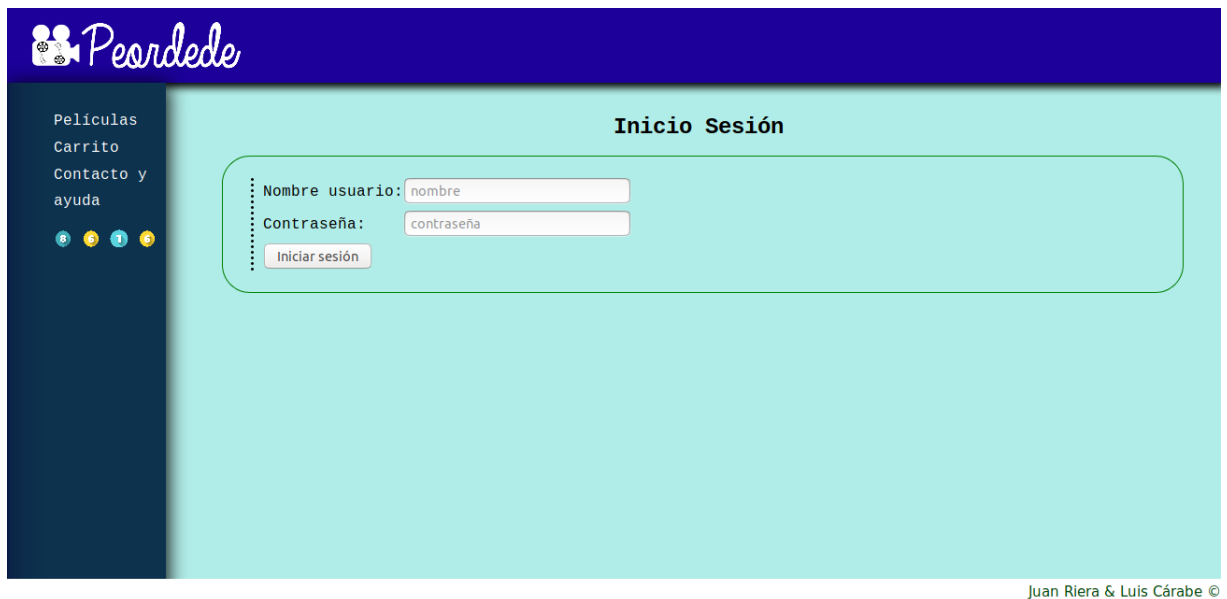 Peordede
Películas
Carrito
Contacto y
ayuda
8 6 1 6
Inicio Sesión
Nombre usuario: nombre
Contraseña: contraseña
Iniciar sesión
Juan Riera & Luis Cárabe ©